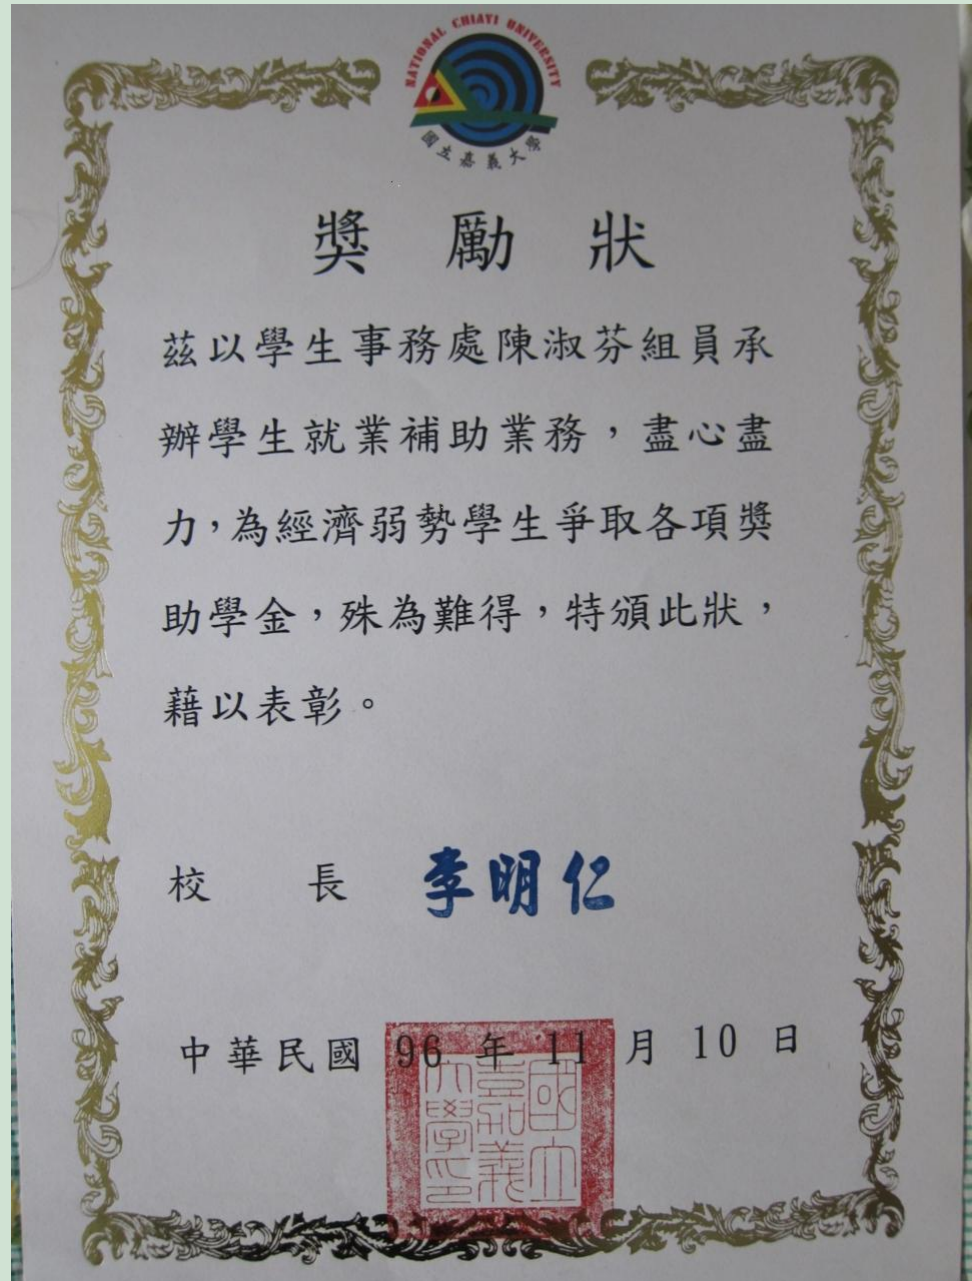 NATIONAL CHIAYI UNIVERSITY
國立嘉義大學
獎勵狀
茲以學生事務處陳淑芬組員承
辦學生就業補助業務，盡心盡
力，為經濟弱勢學生爭取各項獎
助學金，殊為難得，特頒此狀，
藉以表彰。
校長 李明仁
中華民國 96 年 11 月 10 日
國立嘉義大學印